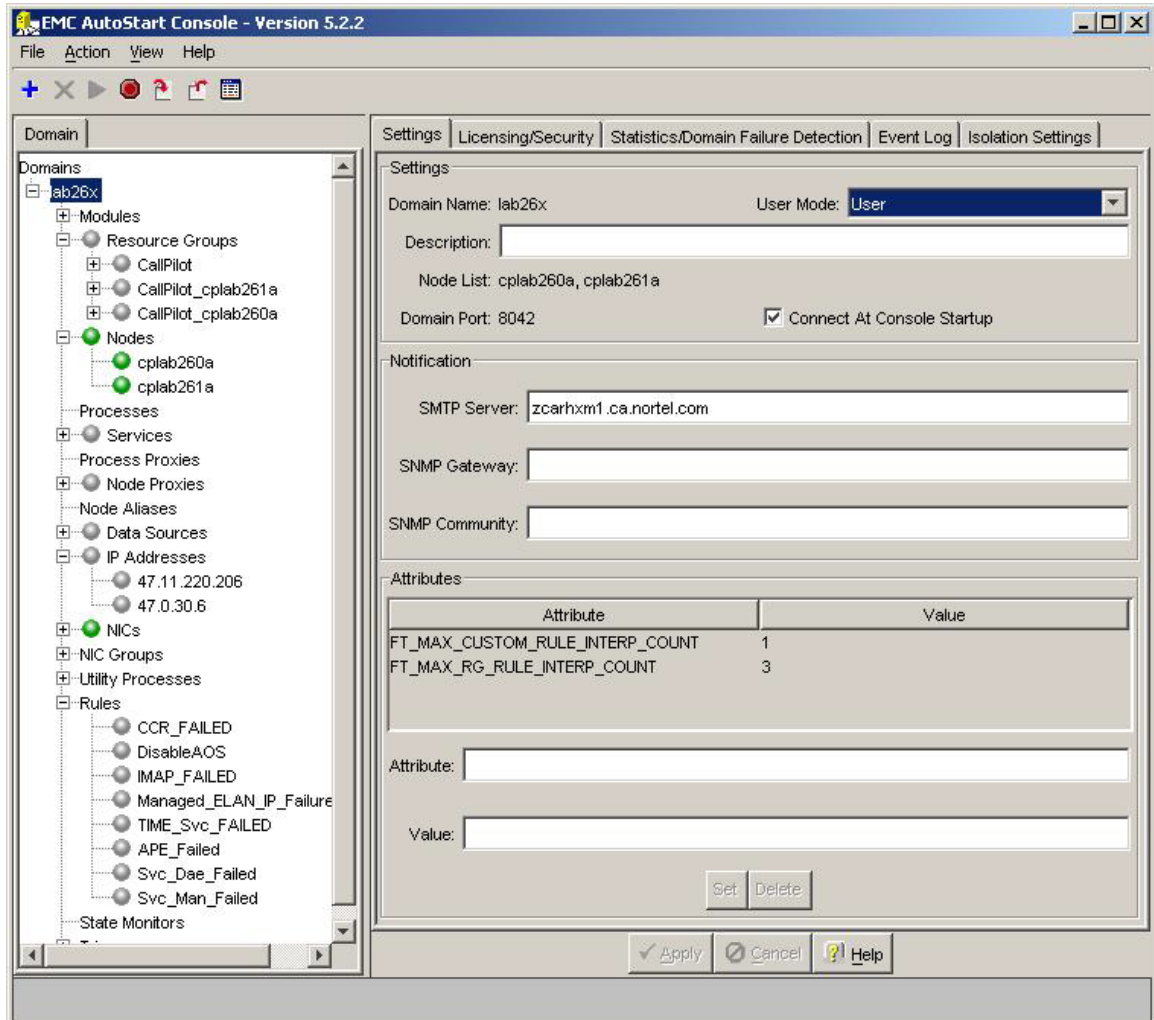 EMC AutoStart Console - Version 5.2.2
File Action View Help
Domain
Domains
lab26x
Modules
Resource Groups
CallPilot
CallPilot_cplab261a
CallPilot_cplab260a
Nodes
cplab260a
cplab261a
Processes
Services
Process Proxies
Node Proxies
Node Aliases
Data Sources
IP Addresses
47.11.220.206
47.0.30.6
NICs
NIC Groups
Utility Processes
Rules
CCR_FAILED
DisableAOS
IMAP_FAILED
Managed_ELAN_IP_Failure
TIME_Svc_FAILED
APE_Failed
Svc_Dae_Failed
Svc_Man_Failed
State Monitors
Settings Licensing/Security Statistics/Domain Failure Detection Event Log Isolation Settings
Settings
Domain Name: lab26x User Mode: User
Description:
Node List: cplab260a, cplab261a
Domain Port: 8042 Connect At Console Startup
Notification
SMTP Server: zcarhxm1.ca.nortel.com
SNMP Gateway:
SNMP Community:
Attributes
Attribute Value
FT_MAX_CUSTOM_RULE_INTERP_COUNT 1
FT_MAX_RG_RULE_INTERP_COUNT 3
Attribute:
Value:
Set Delete
Apply Cancel Help